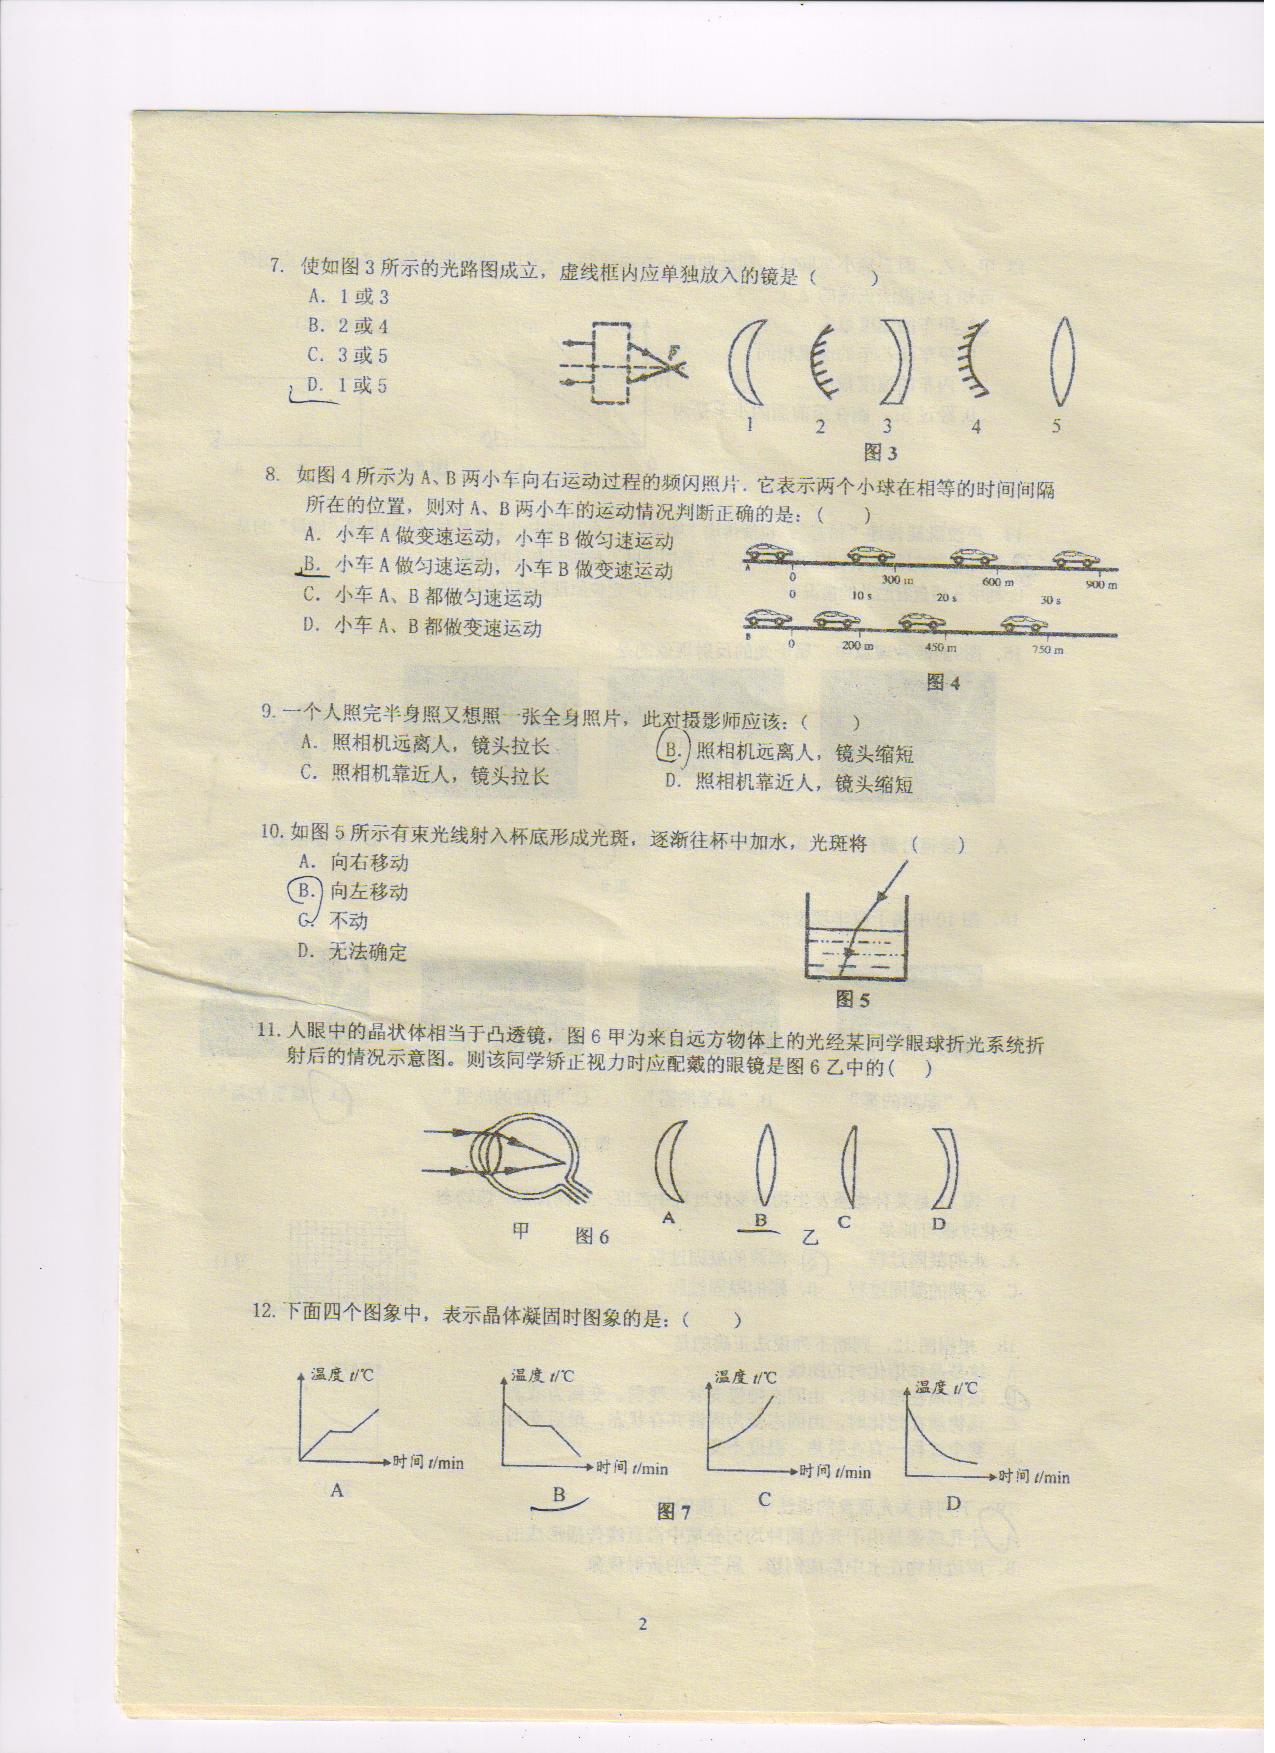 7. 使如图3所示的光路图成立，虚线框内应单独放入的镜是（ ）
A. 1或3
B. 2或4
C. 3或5
D. 1或5
F
1 2 3 4 5
图3
8. 如图4所示为A、B两小车向右运动过程的频闪照片．它表示两个小球在相等的时间间隔
所在的位置，则对A、B两小车的运动情况判断正确的是：（ ）
A. 小车A做变速运动，小车B做匀速运动
B. 小车A做匀速运动，小车B做变速运动
C. 小车A、B都做匀速运动
D. 小车A、B都做变速运动
A 0 300 m 600 m 900 m
0 10 s 20 s 30 s
B 0 200 m 450 m 750 m
图4
9. 一个人照完半身照又想照一张全身照片，此对摄影师应该：（ ）
A. 照相机远离人，镜头拉长 B. 照相机远离人，镜头缩短
C. 照相机靠近人，镜头拉长 D. 照相机靠近人，镜头缩短
10. 如图5所示有束光线射入杯底形成光斑，逐渐往杯中加水，光斑将 （ ）
A. 向右移动
B. 向左移动
C. 不动
D. 无法确定
图5
11. 人眼中的晶状体相当于凸透镜，图6甲为来自远方物体上的光经某同学眼球折光系统折
射后的情况示意图。则该同学矫正视力时应配戴的眼镜是图6乙中的( )
A B C D
甲 图6 乙
12. 下面四个图象中，表示晶体凝固时图象的是：（ ）
温度 t/℃ 温度 t/℃ 温度 t/℃ 温度 t/℃
时间 t/min 时间 t/min 时间 t/min 时间 t/min
A B C D
图7
2